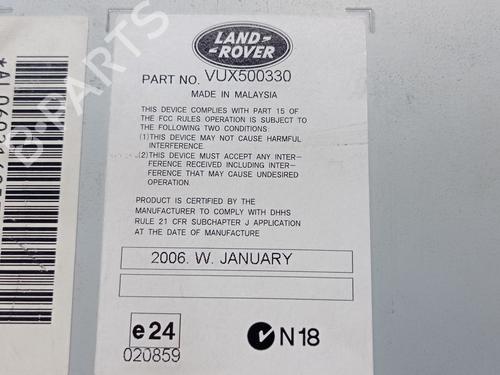 LAND-
-ROVER
PART NO. VUX500330
MADE IN MALAYSIA
THIS DEVICE COMPLIES WITH PART 15 OF
THE FCC RULES OPERATION IS SUBJECT TO
THE FOLLOWING TWO CONDITIONS:
(1)THIS DEVICE MAY NOT CAUSE HARMFUL
INTERFERENCE.
(2)THIS DEVICE MUST ACCEPT ANY INTER-
FERENCE RECEIVED INCLUDING INTER-
FERENCE THAT MAY CAUSE UNDESIRED
OPERATION.
PRODUCT IS CERTIFIED BY THE
MANUFACTURER TO COMPLY WITH DHHS
RULE 21 CFR SUBCHAPTER J APPLICATION
AT THE DATE OF MANUFACTURE
2006. W. JANUARY
e24
020859
N18
B-PARTS